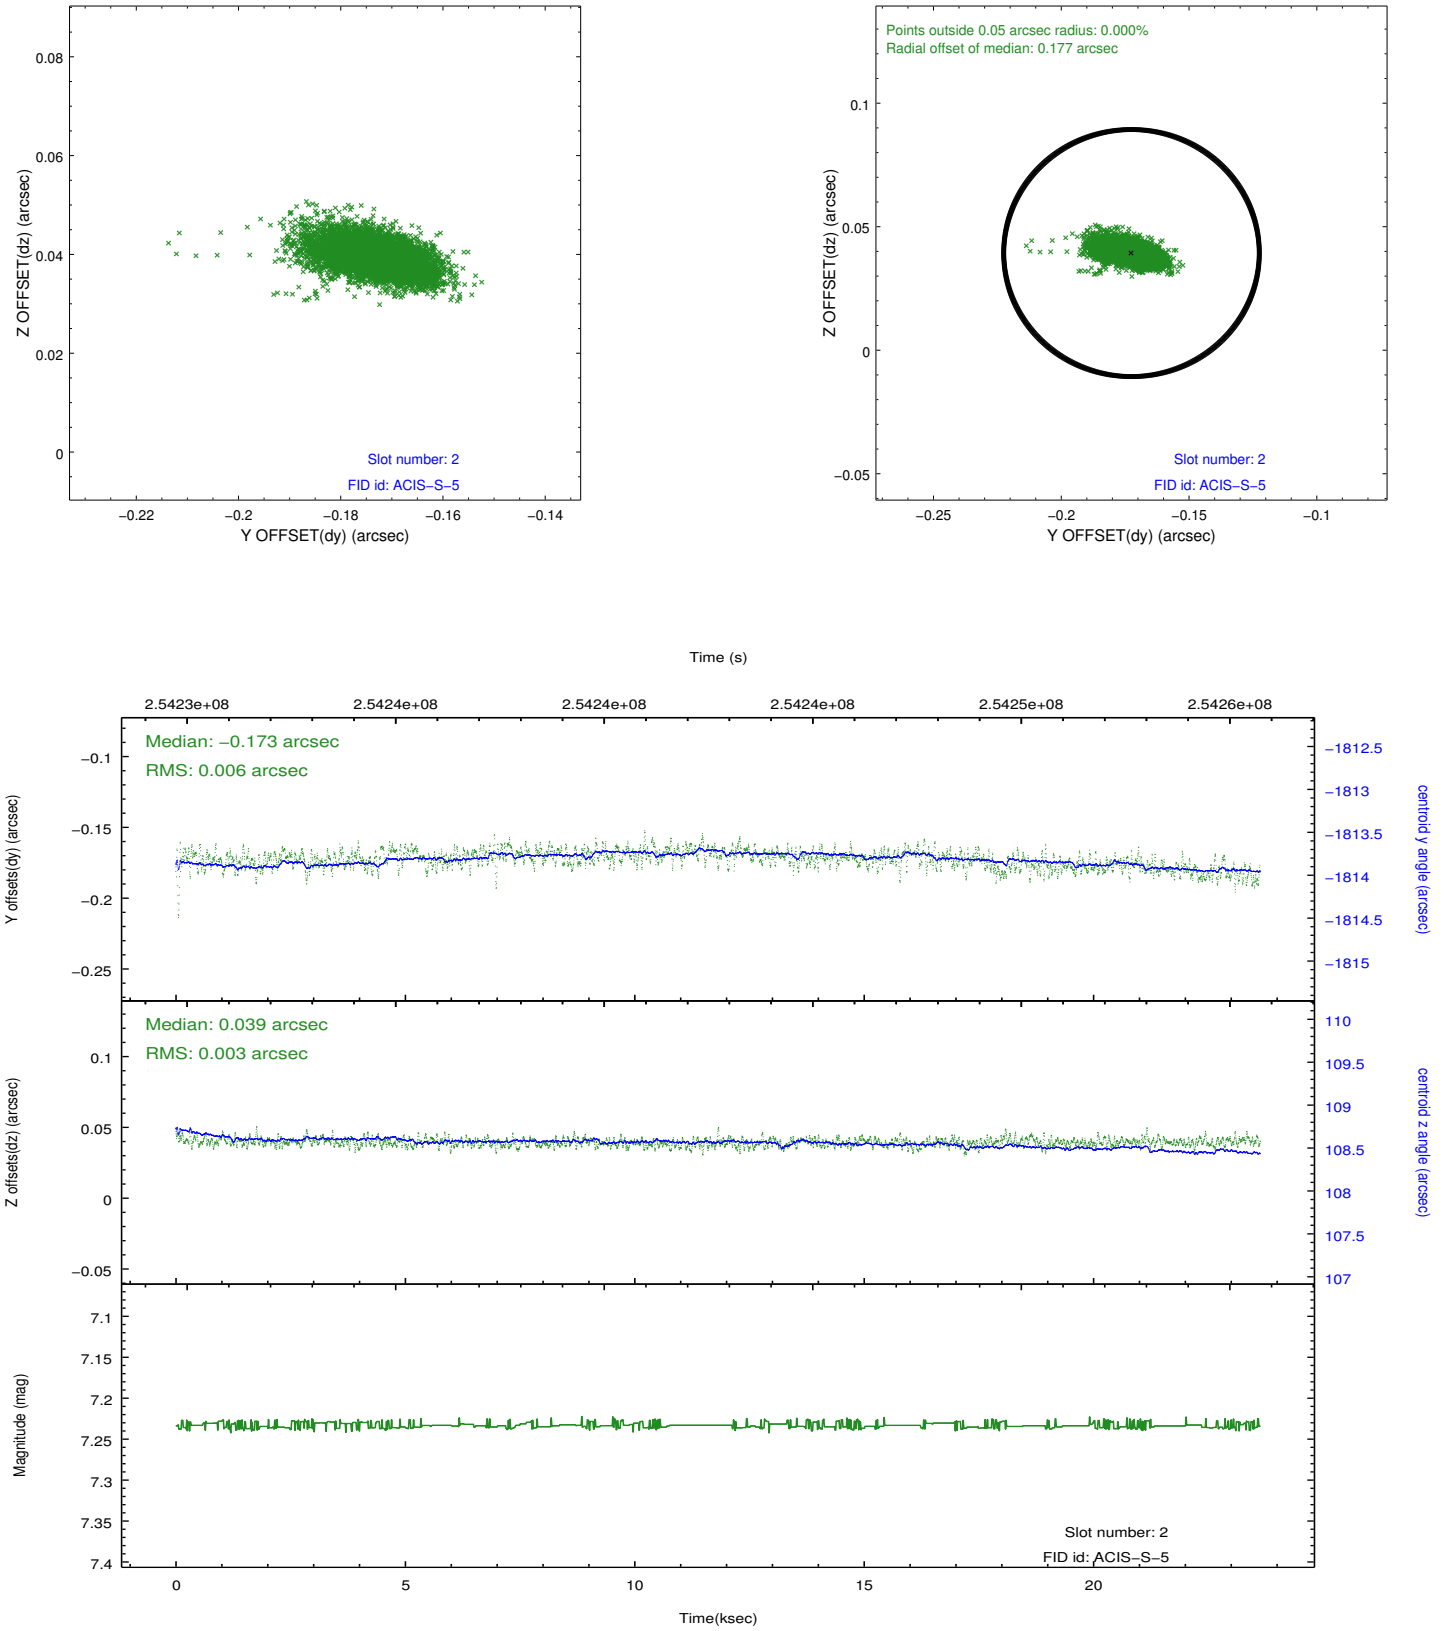 0.08
0.06
0.04
0.02
0
Z OFFSET(dz) (arcsec)
Slot number: 2
FID id: ACIS−S−5
−0.22
−0.2
−0.18
−0.16
−0.14
Y OFFSET(dy) (arcsec)
Points outside 0.05 arcsec radius: 0.000%
Radial offset of median: 0.177 arcsec
0.1
0.05
0
−0.05
Z OFFSET(dz) (arcsec)
Slot number: 2
FID id: ACIS−S−5
−0.25
−0.2
−0.15
−0.1
Y OFFSET(dy) (arcsec)
Time (s)
2.5423e+08
2.5424e+08
2.5424e+08
2.5424e+08
2.5425e+08
2.5426e+08
Median: −0.173 arcsec
RMS: 0.006 arcsec
−0.1
−0.15
−0.2
−0.25
Y offsets(dy) (arcsec)
−1812.5
−1813
−1813.5
−1814
−1814.5
−1815
centroid y angle (arcsec)
Median: 0.039 arcsec
RMS: 0.003 arcsec
0.1
0.05
0
−0.05
Z offsets(dz) (arcsec)
110
109.5
109
108.5
108
107.5
107
centroid z angle (arcsec)
7.1
7.15
7.2
7.25
7.3
7.35
7.4
Magnitude (mag)
Slot number: 2
FID id: ACIS−S−5
0
5
10
15
20
Time(ksec)